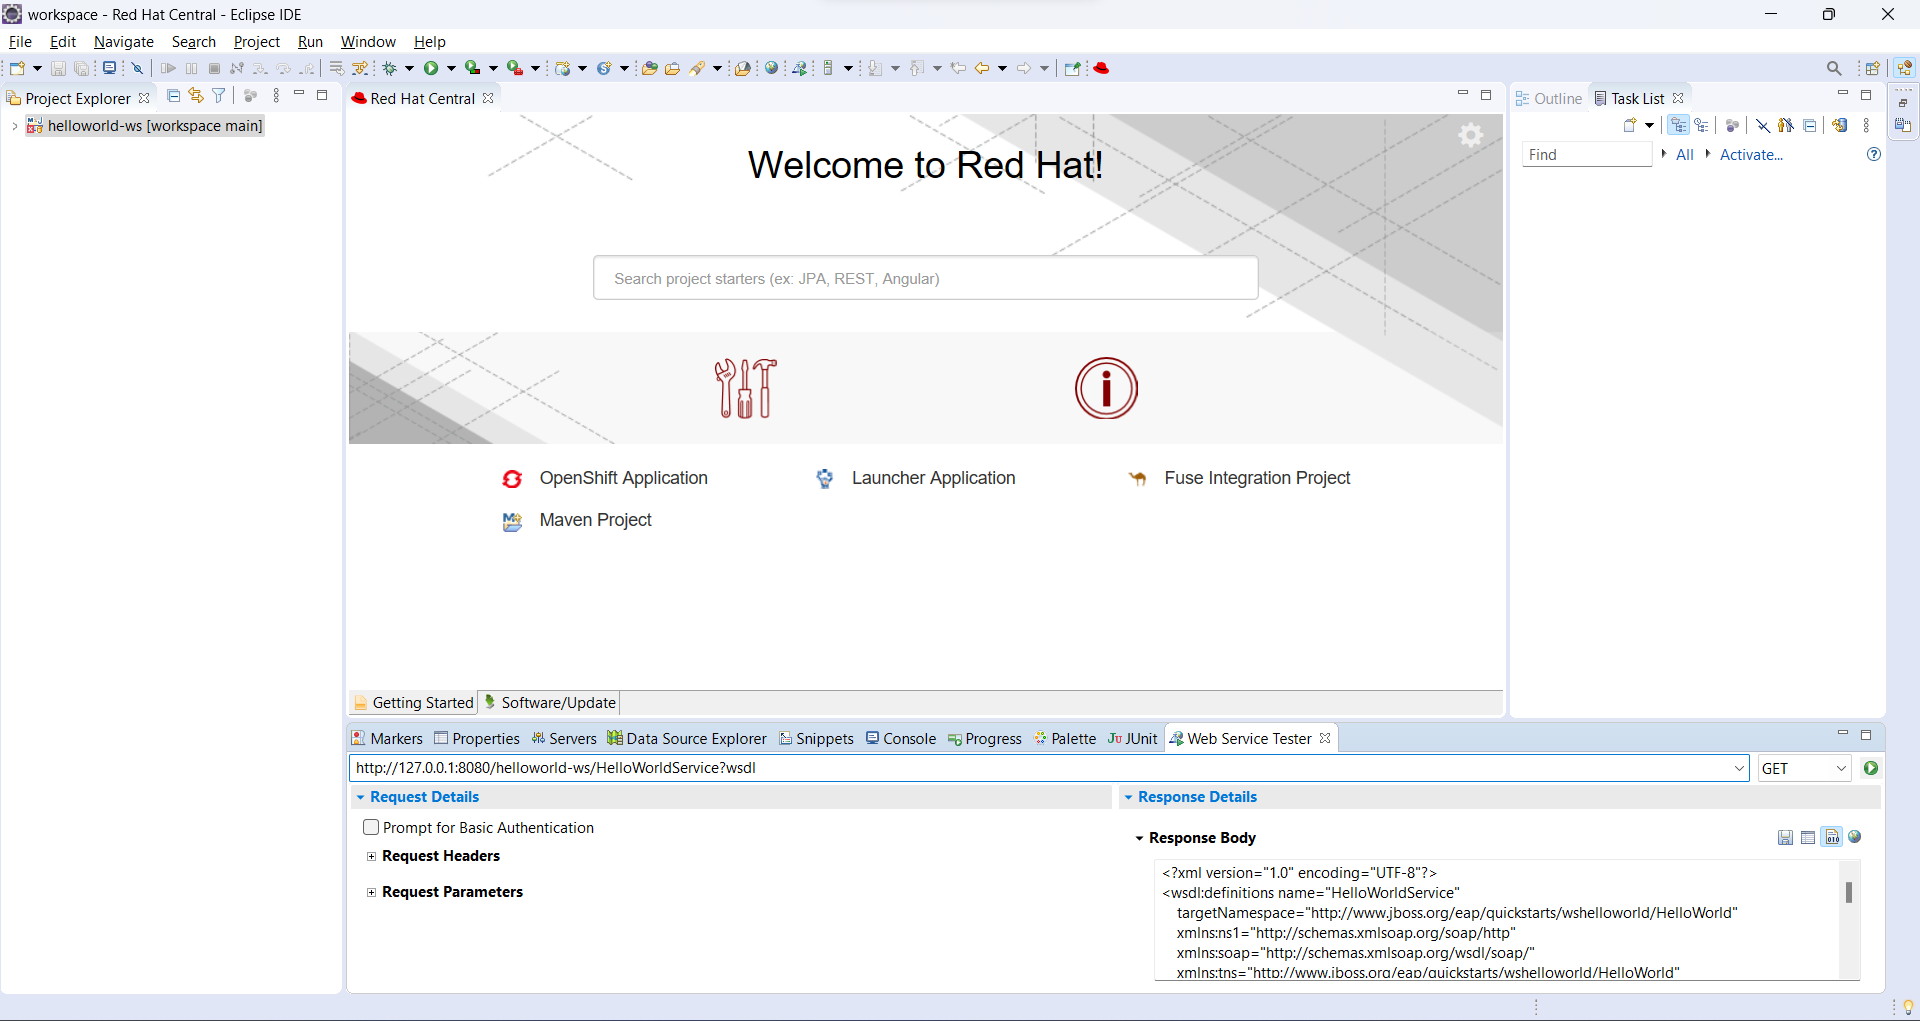 workspace - Red Hat Central - Eclipse IDE
File Edit Navigate Search Project Run Window Help
Project Explorer
helloworld-ws [workspace main]
Red Hat Central
Welcome to Red Hat!
Search project starters (ex: JPA, REST, Angular)
OpenShift Application
Launcher Application
Fuse Integration Project
Maven Project
Getting Started Software/Update
Outline Task List
Find All Activate...
Markers Properties Servers Data Source Explorer Snippets Console Progress Palette JUnit Web Service Tester
http://127.0.0.1:8080/helloworld-ws/HelloWorldService?wsdl GET
Request Details
Prompt for Basic Authentication
Request Headers
Request Parameters
Response Details
Response Body
<?xml version="1.0" encoding="UTF-8"?>
<wsdl:definitions name="HelloWorldService"
targetNamespace="http://www.jboss.org/eap/quickstarts/wshelloworld/HelloWorld"
xmlns:ns1="http://schemas.xmlsoap.org/soap/http"
xmlns:soap="http://schemas.xmlsoap.org/wsdl/soap/"
xmlns:tns="http://www.jboss.org/eap/quickstarts/wshelloworld/HelloWorld"